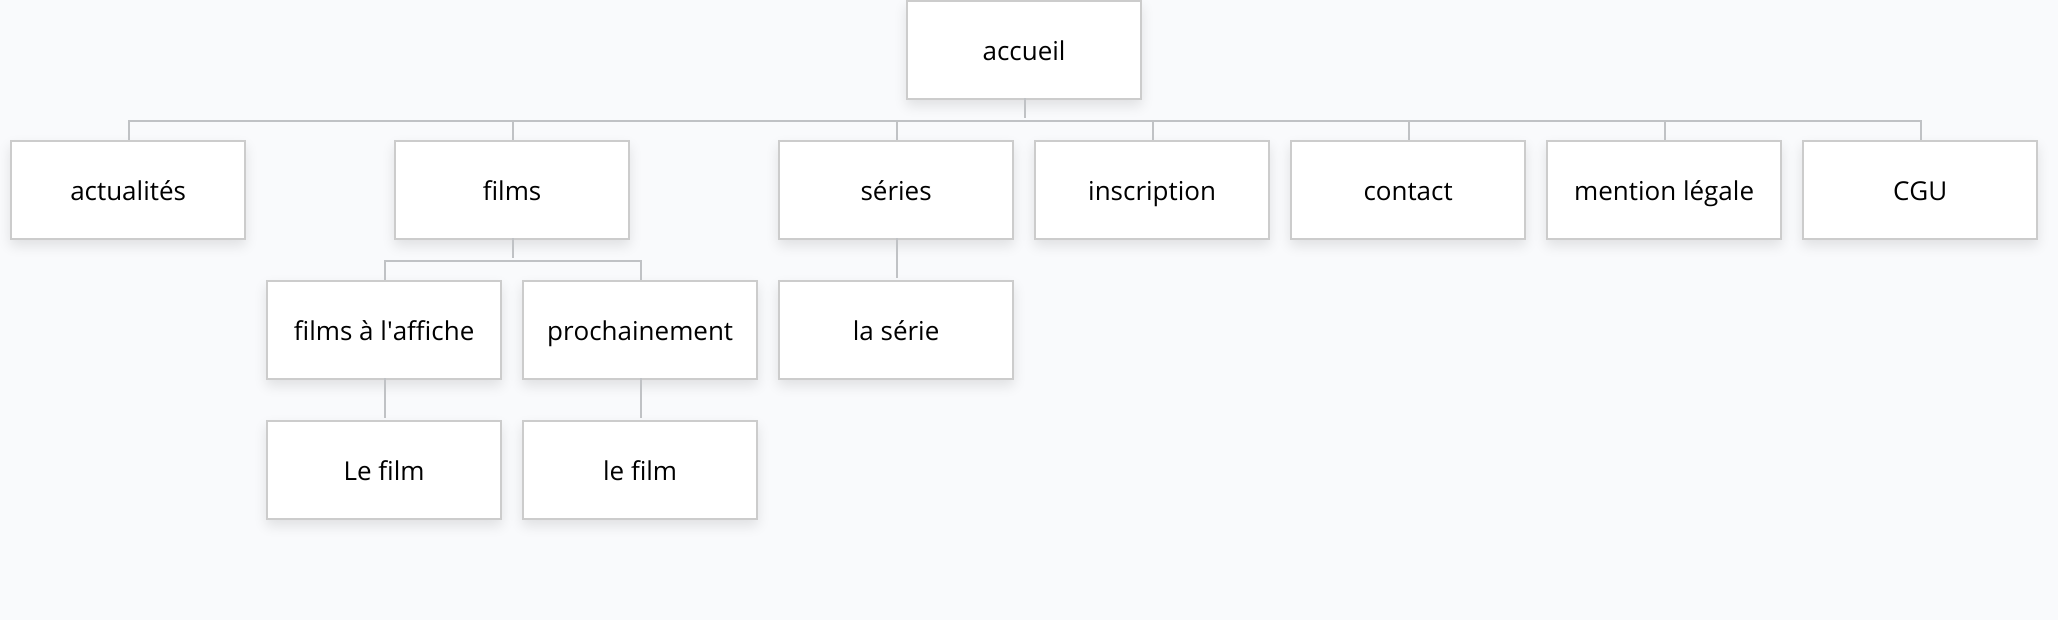 accueil
actualités
films
séries
inscription
contact
mention légale
CGU
films à l'affiche
prochainement
la série
Le film
le film